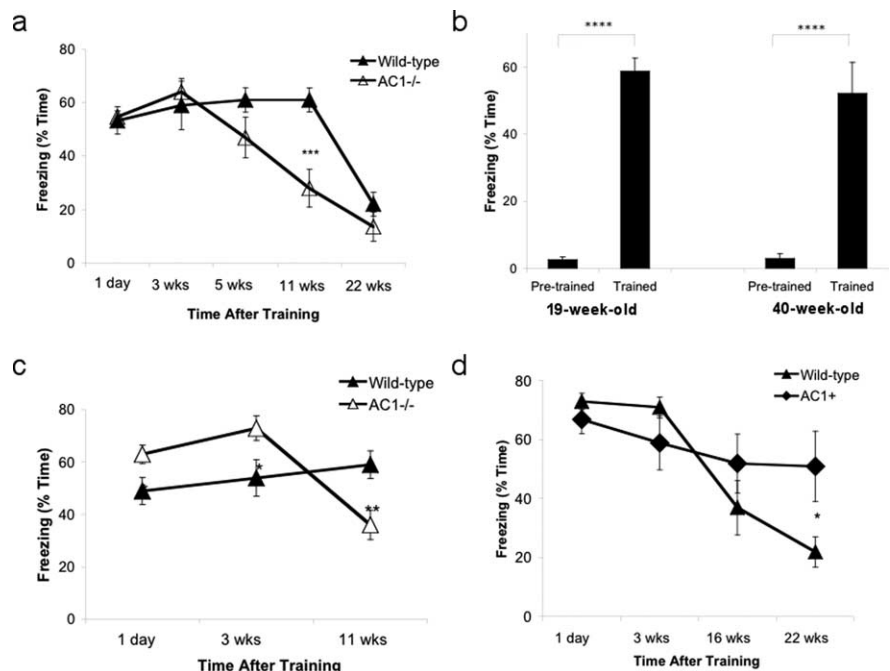 a
Wild-type
AC1-/-
80
60
40
20
0
***
Freezing (% Time)
1 day 3 wks 5 wks 11 wks 22 wks
Time After Training
b
**** ****
60
40
20
0
Freezing (% Time)
Pre-trained Trained Pre-trained Trained
19-week-old 40-week-old
c
Wild-type
AC1-/-
80
60
40
20
0
*
**
Freezing (% Time)
1 day 3 wks 11 wks
Time After Training
d
Wild-type
AC1+
80
60
40
20
0
*
Freezing (% Time)
1 day 3 wks 16 wks 22 wks
Time After Training